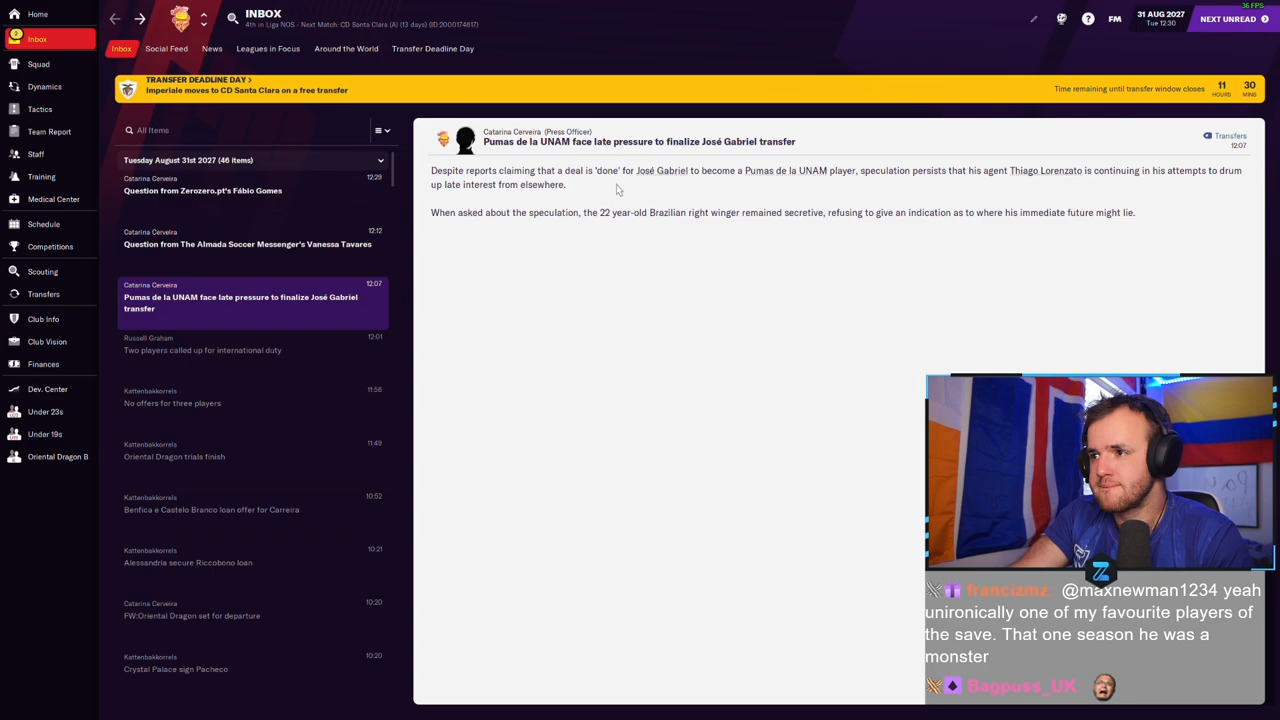 Home
Inbox
2
Squad
Dynamics
Tactics
Team Report
Staff
Training
Medical Center
Schedule
Competitions
Scouting
Transfers
Club Info
Club Vision
Finances
Dev. Center
Under 23s
Under 19s
Oriental Dragon B
INBOX
4th in Liga NOS - Next Match: CD Santa Clara (A) (13 days) (ID:2000174617)
36 FPS
FM
31 AUG 2027
Tue 12:30
NEXT UNREAD
Inbox
Social Feed
News
Leagues in Focus
Around the World
Transfer Deadline Day
TRANSFER DEADLINE DAY >
Imperiale moves to CD Santa Clara on a free transfer
Time remaining until transfer window closes
11
HOURS
30
MINS
All Items
Tuesday August 31st 2027 (46 items)
Catarina Cerveira
12:29
Question from Zerozero.pt's Fábio Gomes
Catarina Cerveira
12:12
Question from The Almada Soccer Messenger's Vanessa Tavares
Catarina Cerveira
12:07
Pumas de la UNAM face late pressure to finalize José Gabriel
transfer
Russell Graham
12:01
Two players called up for international duty
Kattenbakkorrels
11:56
No offers for three players
Kattenbakkorrels
11:49
Oriental Dragon trials finish
Kattenbakkorrels
10:52
Benfica e Castelo Branco loan offer for Carreira
Kattenbakkorrels
10:21
Alessandria secure Riccobono loan
Catarina Cerveira
10:20
FW:Oriental Dragon set for departure
Kattenbakkorrels
10:20
Crystal Palace sign Pacheco
Catarina Cerveira (Press Officer)
Pumas de la UNAM face late pressure to finalize José Gabriel transfer
Transfers
12:07
Despite reports claiming that a deal is 'done' for José Gabriel to become a Pumas de la UNAM player, speculation persists that his agent Thiago Lorenzato is continuing in his attempts to drum
up late interest from elsewhere.
When asked about the speculation, the 22 year-old Brazilian right winger remained secretive, refusing to give an indication as to where his immediate future might lie.
francizmz: @maxnewman1234 yeah
unironically one of my favourite players of
the save. That one season he was a
monster
Bagpuss_UK: